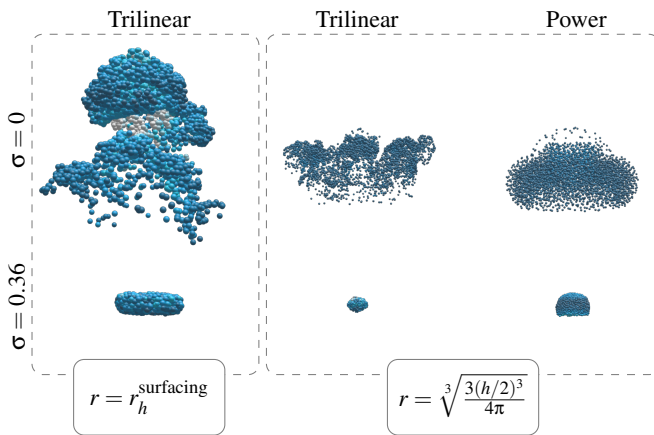 Trilinear Trilinear Power
σ = 0
σ = 0.36
r = r_h^surfacing
r = ∛(3(h/2)^3 / 4π)